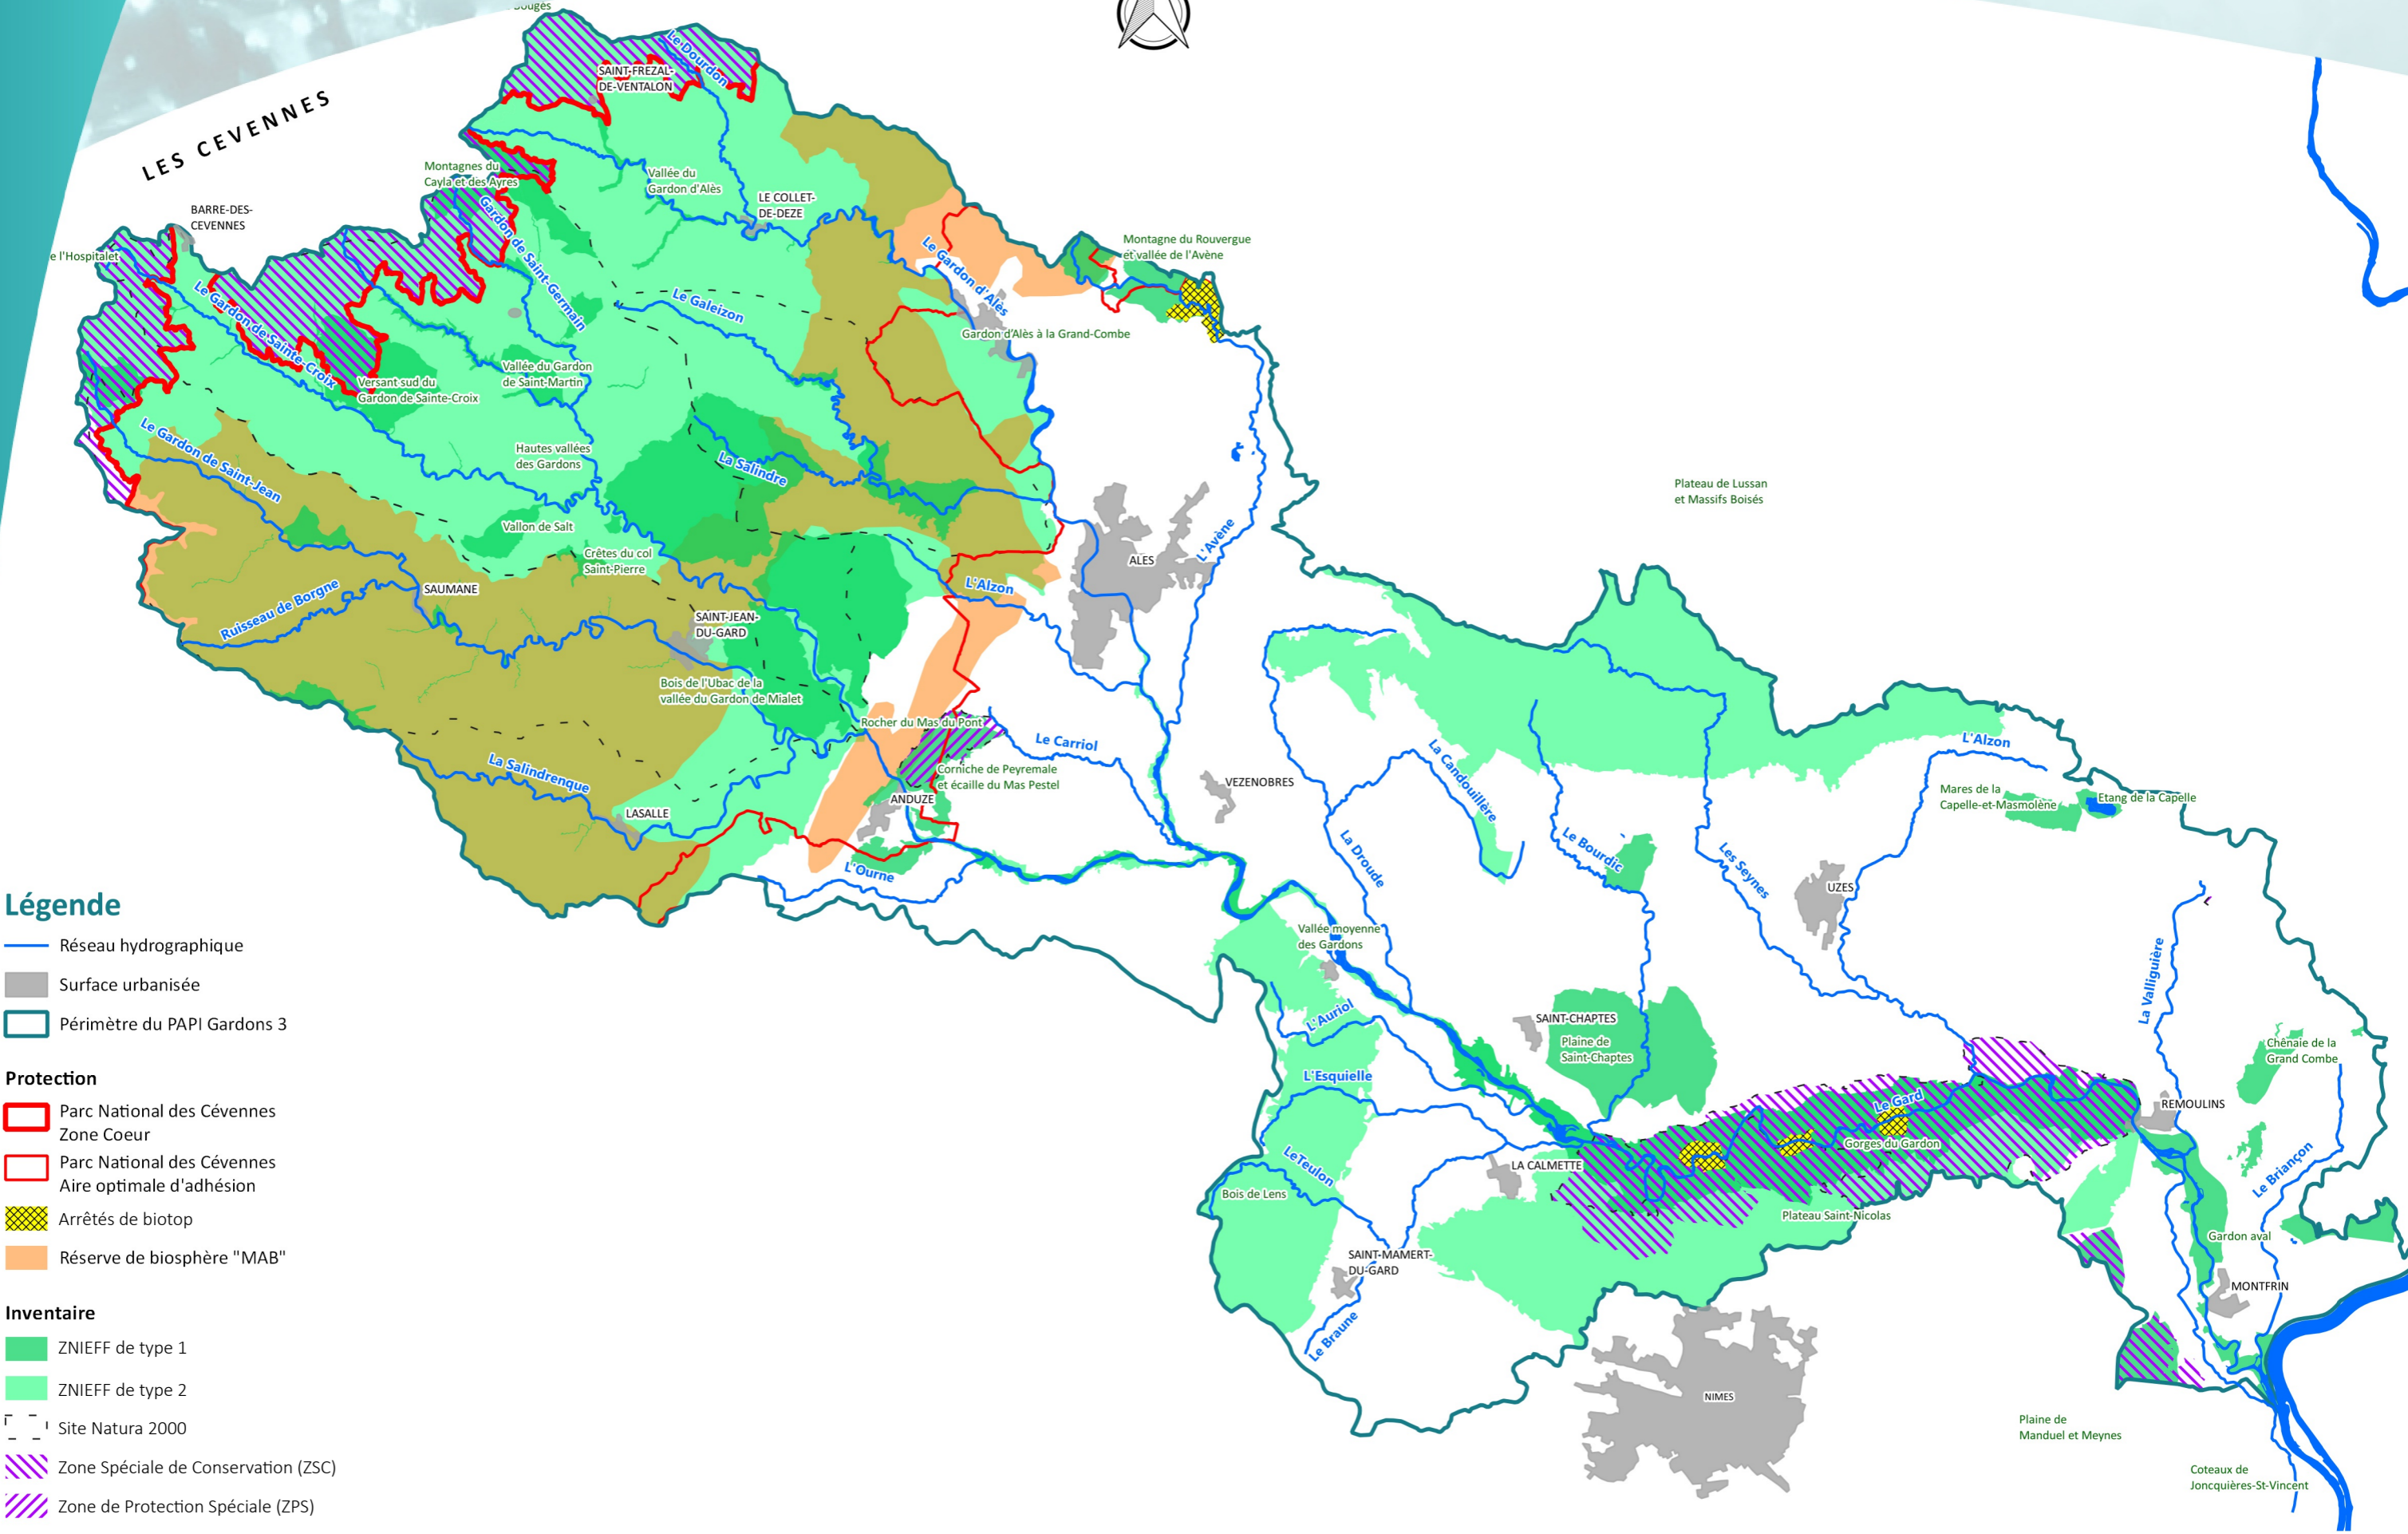 Bougès
LES CEVENNES
Le Dourdon
SAINT-FREZAL-
DE-VENTALON
Montagnes du
Cayla et des Ayres
Vallée du
Gardon d'Alès
LE COLLET-
DE-DEZE
BARRE-DES-
CEVENNES
e l'Hospitalet
Gardon de Saint-Germain
Le Gardon d'Alès
Montagne du Rouvergue
et vallée de l'Avène
Le Gardon de Sainte-Croix
Le Galeizon
Gardon d'Alès à la Grand-Combe
Versant sud du
Gardon de Sainte-Croix
Vallée du Gardon
de Saint-Martin
Le Gardon de Saint-Jean
Hautes vallées
des Gardons
La Salindre
Plateau de Lussan
et Massifs Boisés
Vallon de Salt
Crêtes du col
Saint-Pierre
ALES
L'Avène
L'Alzon
Ruisseau de Borgne
SAUMANE
SAINT-JEAN-
DU-GARD
Bois de l'Ubac de la
vallée du Gardon de Mialet
Rocher du Mas du Pont
Le Carriol
La Salindrenque
Corniche de Peyremale
et écaille du Mas Pestel
ANDUZE
LASALLE
L'Ourne
VEZENOBRES
La Candouillère
La Droude
Le Bourdic
Les Seynes
L'Alzon
Mares de la
Capelle-et-Masmolène
Etang de la Capelle
UZES
Vallée moyenne
des Gardons
La Valliguière
L'Auriol
SAINT-CHAPTES
Plaine de
Saint-Chaptes
Chênaie de la
Grand Combe
L'Esquielle
Le Gard
REMOULINS
Gorges du Gardon
LeTeulon
LA CALMETTE
Le Briançon
Bois de Lens
Plateau Saint-Nicolas
Gardon aval
SAINT-MAMERT-
DU-GARD
MONTFRIN
Le Braune
NIMES
Plaine de
Manduel et Meynes
Coteaux de
Joncquières-St-Vincent
Légende
Réseau hydrographique
Surface urbanisée
Périmètre du PAPI Gardons 3
Protection
Parc National des Cévennes
Zone Coeur
Parc National des Cévennes
Aire optimale d'adhésion
Arrêtés de biotop
Réserve de biosphère "MAB"
Inventaire
ZNIEFF de type 1
ZNIEFF de type 2
Site Natura 2000
Zone Spéciale de Conservation (ZSC)
Zone de Protection Spéciale (ZPS)